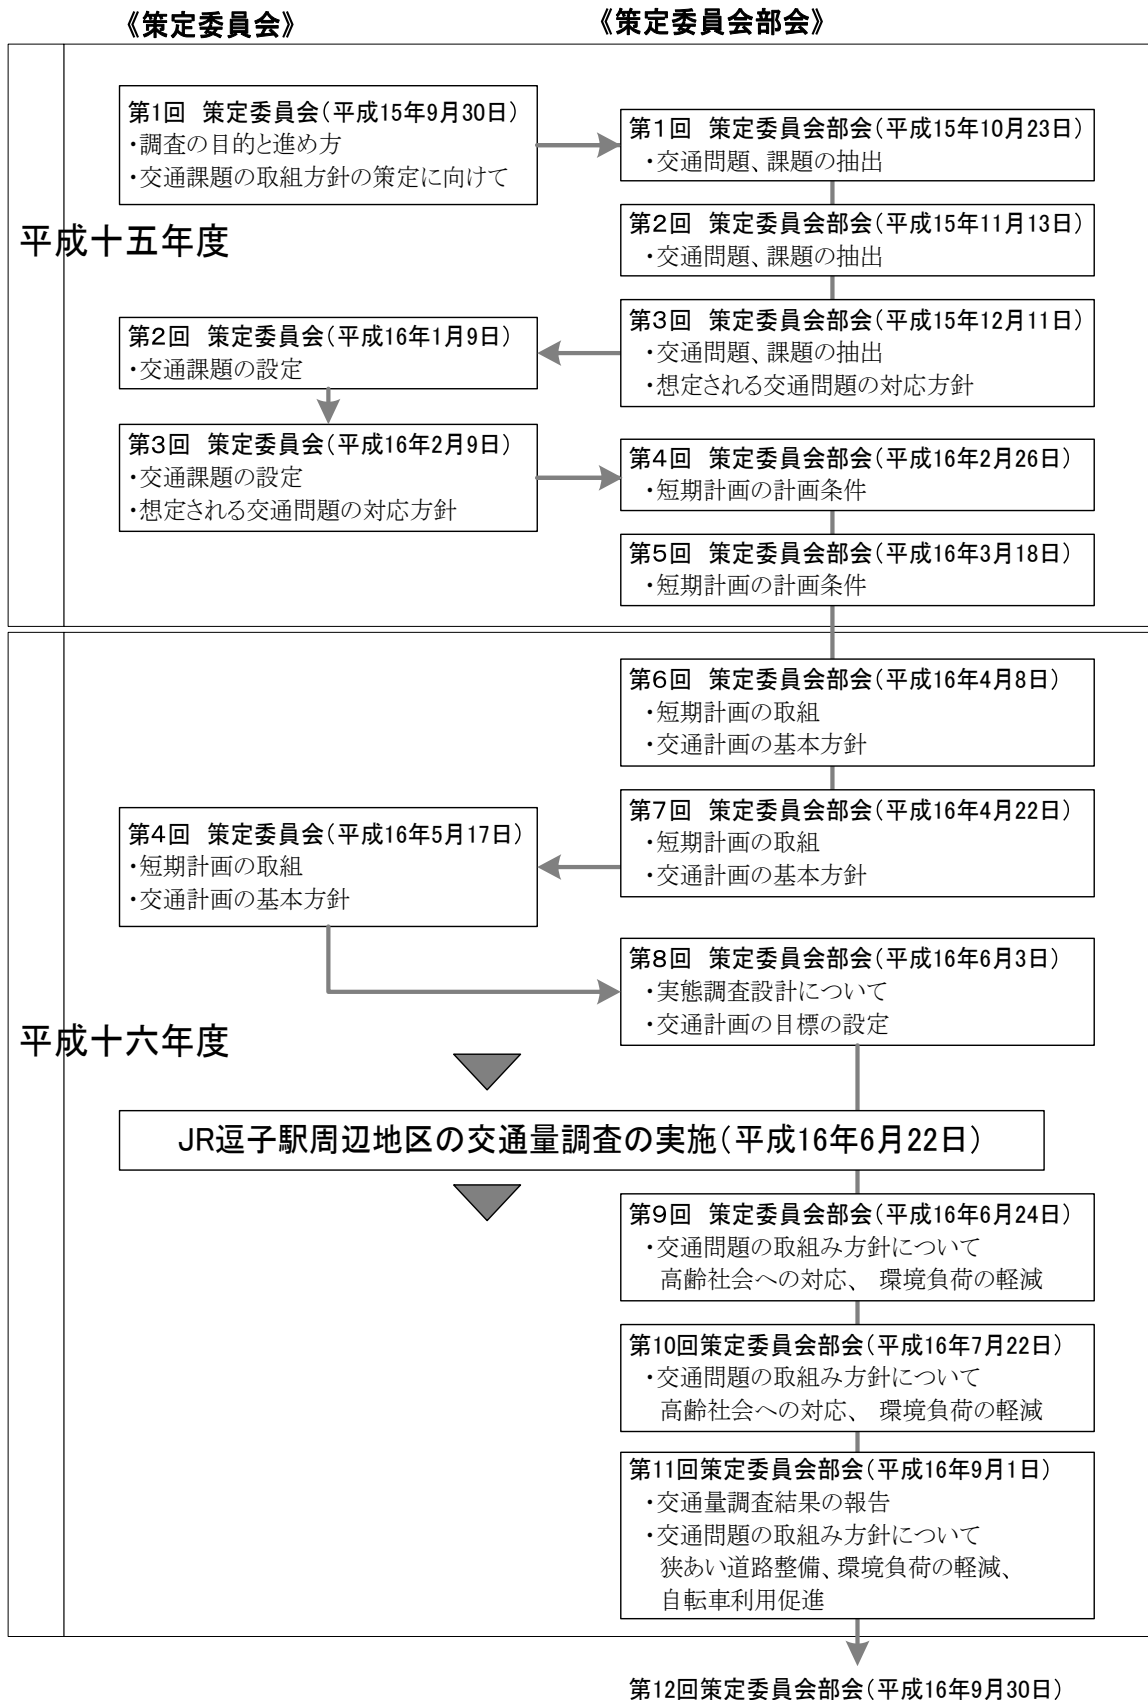 《策定委員会》
《策定委員会部会》
平成十五年度
第1回 策定委員会(平成15年9月30日)
・調査の目的と進め方
・交通課題の取組方針の策定に向けて
第1回 策定委員会部会(平成15年10月23日)
・交通問題、課題の抽出
第2回 策定委員会部会(平成15年11月13日)
・交通問題、課題の抽出
第3回 策定委員会部会(平成15年12月11日)
・交通問題、課題の抽出
・想定される交通問題の対応方針
第2回 策定委員会(平成16年1月9日)
・交通課題の設定
第3回 策定委員会(平成16年2月9日)
・交通課題の設定
・想定される交通問題の対応方針
第4回 策定委員会部会(平成16年2月26日)
・短期計画の計画条件
第5回 策定委員会部会(平成16年3月18日)
・短期計画の計画条件
平成十六年度
第6回 策定委員会部会(平成16年4月8日)
・短期計画の取組
・交通計画の基本方針
第7回 策定委員会部会(平成16年4月22日)
・短期計画の取組
・交通計画の基本方針
第4回 策定委員会(平成16年5月17日)
・短期計画の取組
・交通計画の基本方針
第8回 策定委員会部会(平成16年6月3日)
・実態調査設計について
・交通計画の目標の設定
JR逗子駅周辺地区の交通量調査の実施(平成16年6月22日)
第9回 策定委員会部会(平成16年6月24日)
・交通問題の取組み方針について
高齢社会への対応、 環境負荷の軽減
第10回策定委員会部会(平成16年7月22日)
・交通問題の取組み方針について
高齢社会への対応、 環境負荷の軽減
第11回策定委員会部会(平成16年9月1日)
・交通量調査結果の報告
・交通問題の取組み方針について
狭あい道路整備、環境負荷の軽減、
自転車利用促進
第12回策定委員会部会(平成16年9月30日)